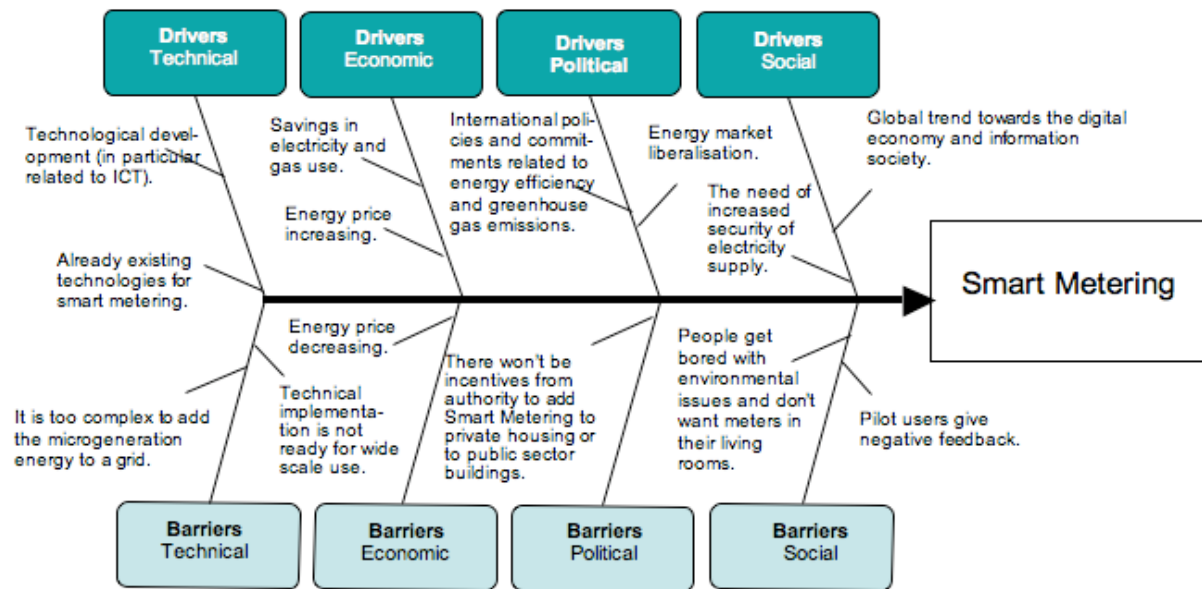 Drivers
Technical
Drivers
Economic
Drivers
Political
Drivers
Social
Technological devel-
opment (in particular
related to ICT).
Already existing
technologies for
smart metering.
Savings in
electricity and
gas use.
Energy price
increasing.
International poli-
cies and commit-
ments related to
energy efficiency
and greenhouse
gas emissions.
Energy market
liberalisation.
Global trend towards the digital
economy and information
society.
The need of
increased
security of
electricity
supply.
Smart Metering
It is too complex to add
the microgeneration
energy to a grid.
Technical
implementa-
tion is not
ready for wide
scale use.
Energy price
decreasing.
There won't be
incentives from
authority to add
Smart Metering to
private housing or
to public sector
buildings.
People get
bored with
environmental
issues and don't
want meters in
their living
rooms.
Pilot users give
negative feedback.
Barriers
Technical
Barriers
Economic
Barriers
Political
Barriers
Social